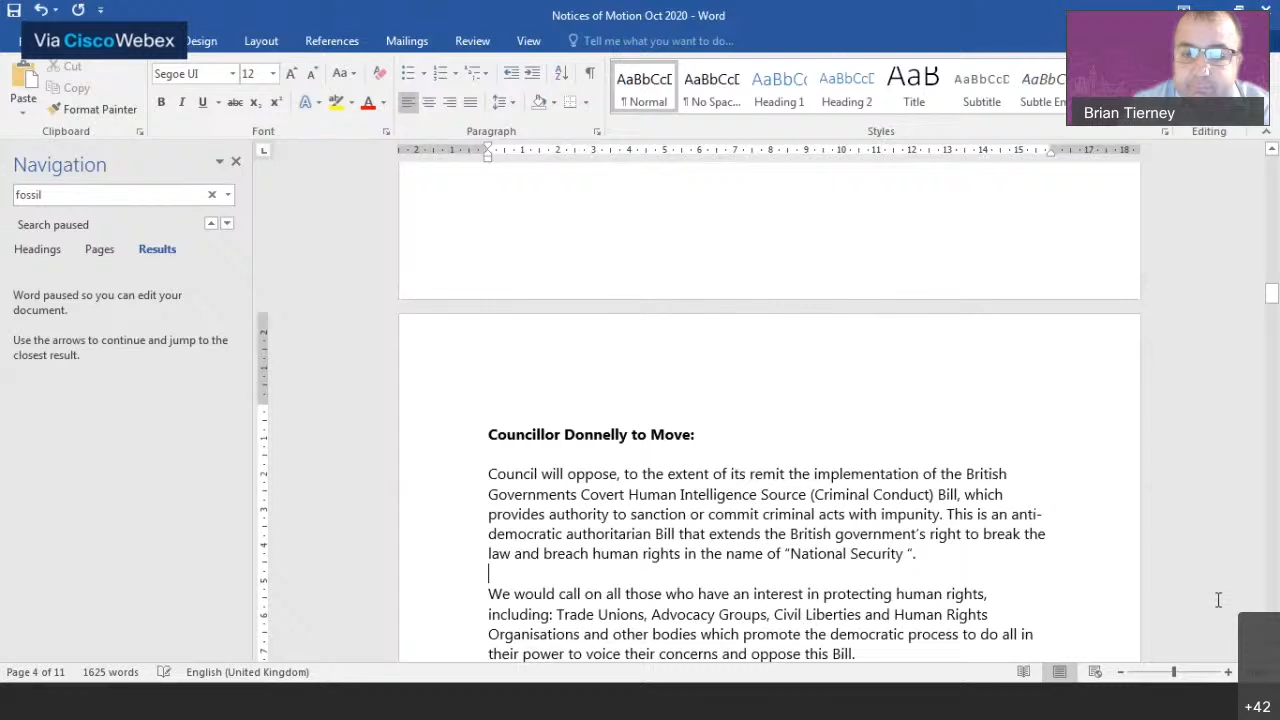 Notices of Motion Oct 2020 - Word
Via CiscoWebex
Design Layout References Mailings Review View Tell me what you want to do...
Paste
Cut
Copy
Format Painter
Clipboard
Segoe UI 12
Font
Paragraph
AaBbCcD AaBbCcD AaBbCc AaBbCcD AaB AaBbCcD AaBbCcD
¶ Normal ¶ No Spac... Heading 1 Heading 2 Title Subtitle Subtle Em
Styles
Editing
Brian Tierney
Navigation
fossil
Search paused
Headings Pages Results
Word paused so you can edit your
document.
Use the arrows to continue and jump to the
closest result.
Councillor Donnelly to Move:
Council will oppose, to the extent of its remit the implementation of the British
Governments Covert Human Intelligence Source (Criminal Conduct) Bill, which
provides authority to sanction or commit criminal acts with impunity. This is an anti-
democratic authoritarian Bill that extends the British government's right to break the
law and breach human rights in the name of "National Security ".
We would call on all those who have an interest in protecting human rights,
including: Trade Unions, Advocacy Groups, Civil Liberties and Human Rights
Organisations and other bodies which promote the democratic process to do all in
their power to voice their concerns and oppose this Bill.
Page 4 of 11 1625 words English (United Kingdom)
+42